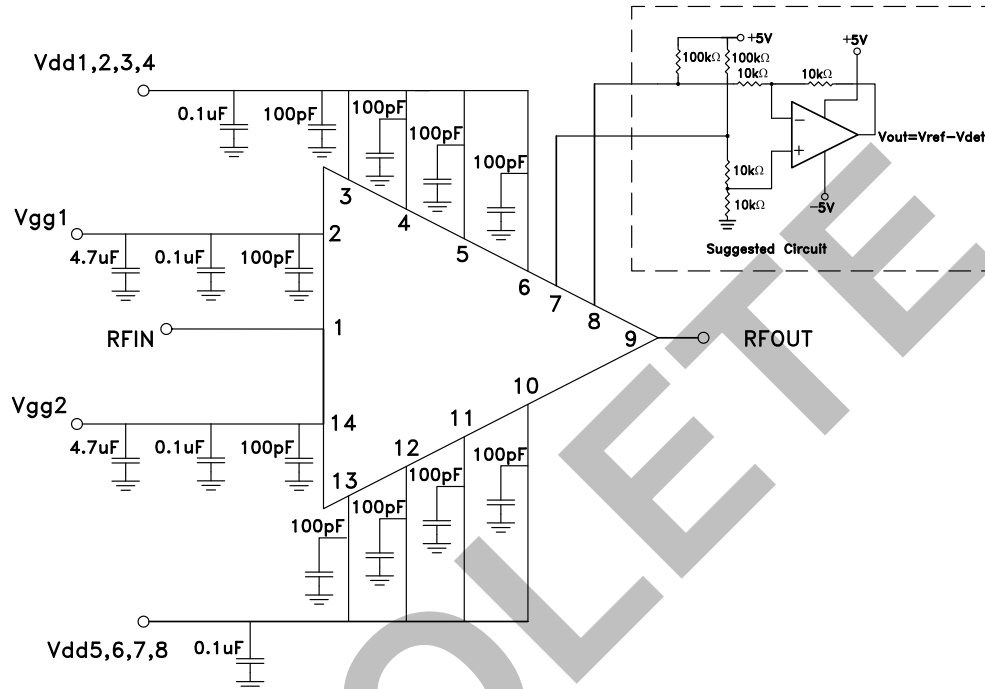 +5V
+5V
100kΩ
100kΩ
Vdd1,2,3,4
10kΩ
10kΩ
0.1uF
100pF
100pF
100pF
100pF
−
+
Vout=Vref-Vdet
10kΩ
10kΩ
-5V
Suggested Circuit
3
4
5
6
7
8
Vgg1
2
4.7uF
0.1uF
100pF
RFIN
1
9
RFOUT
10
Vgg2
14
11
4.7uF
0.1uF
100pF
12
13
100pF
100pF
100pF
100pF
Vdd5,6,7,8
0.1uF
OLETE